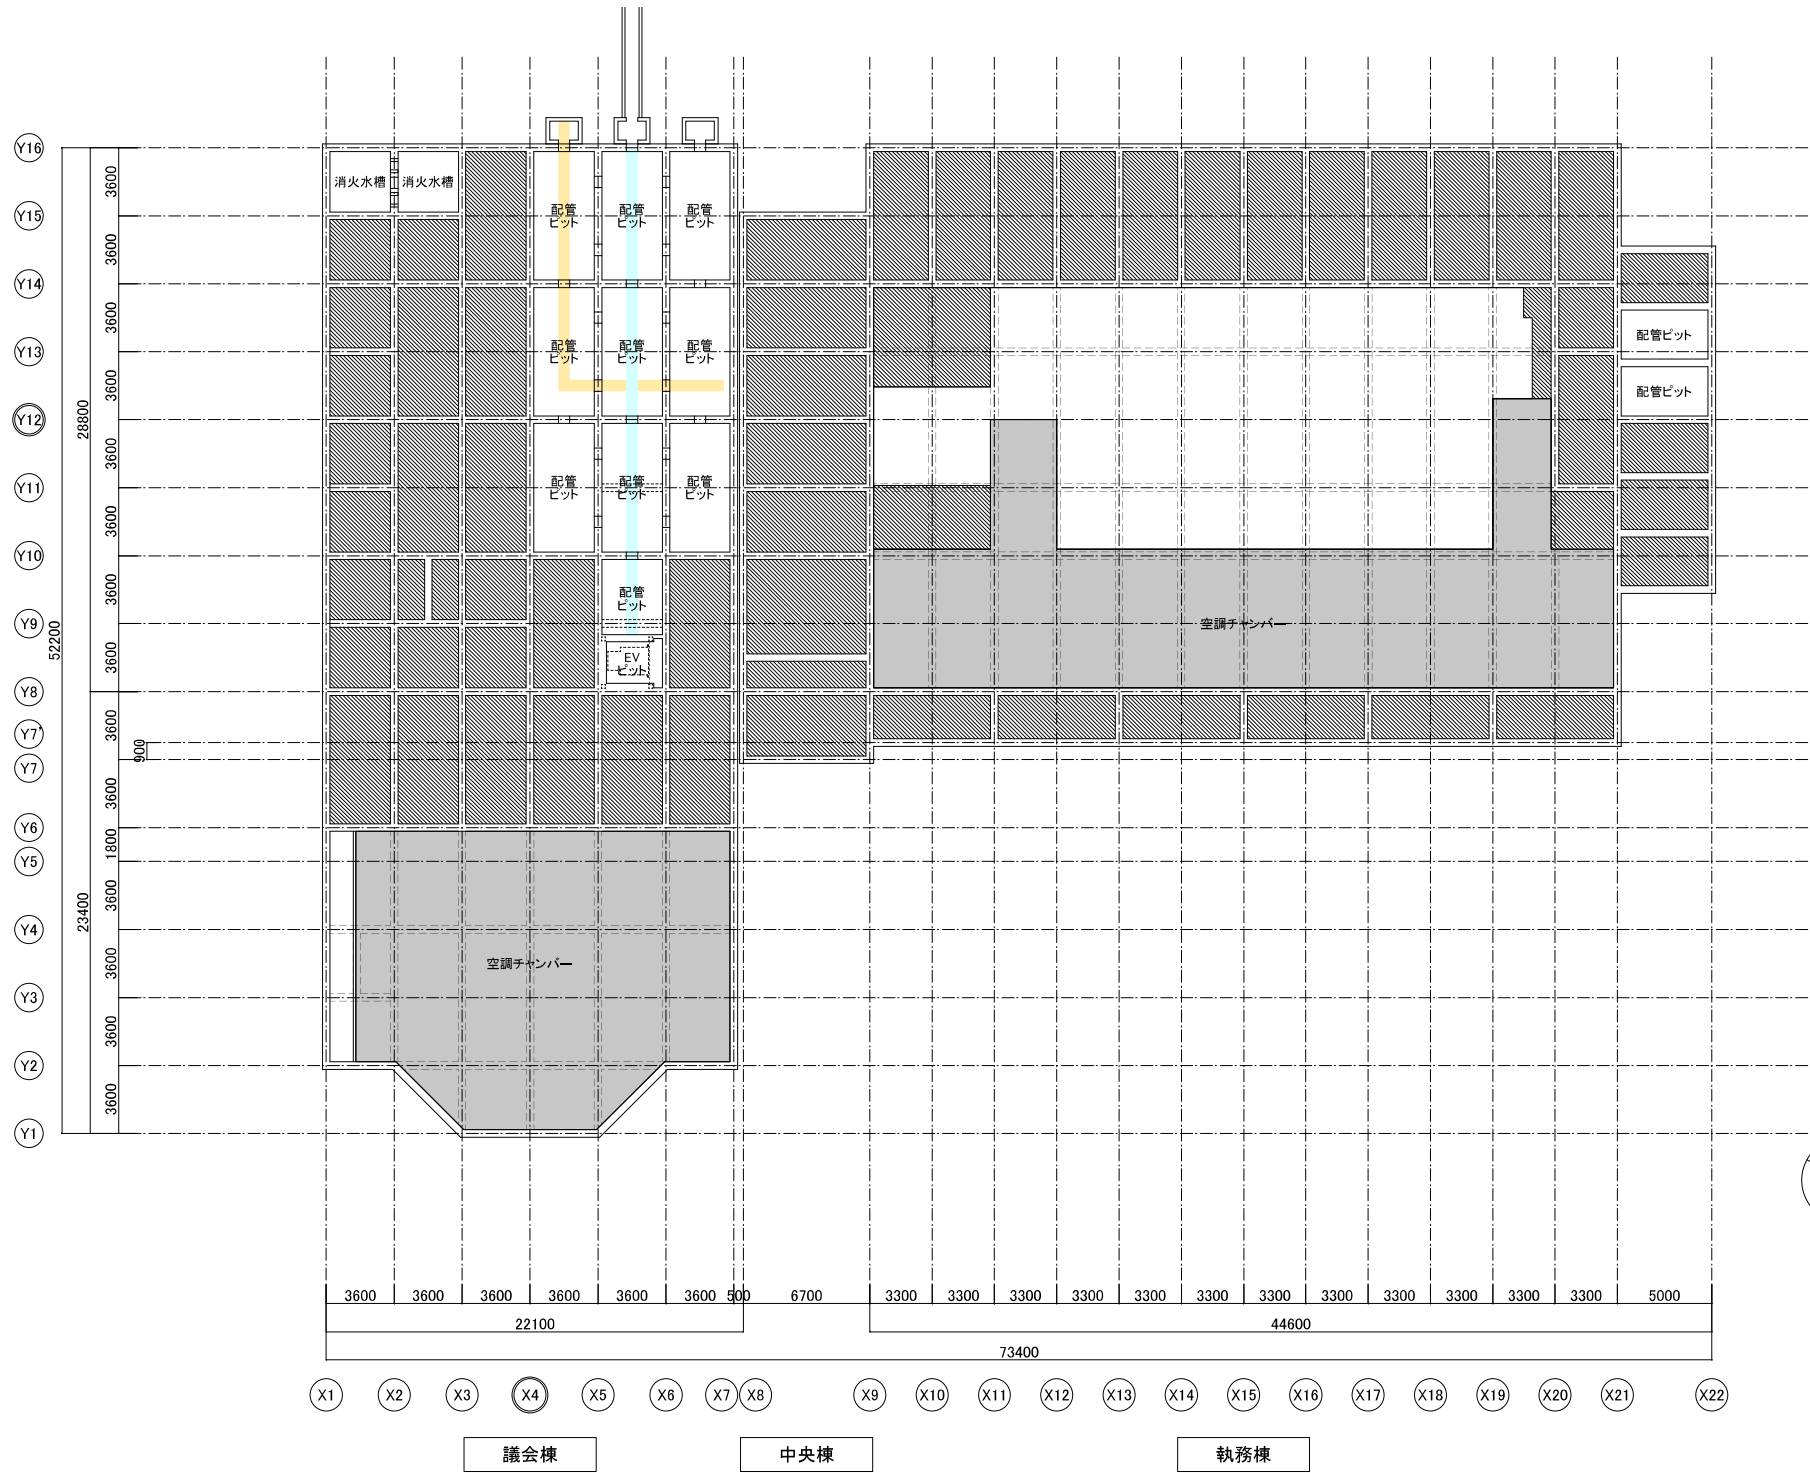 Y16
Y15
Y14
Y13
Y12
Y11
Y10
Y9
Y8
Y7'
Y7
Y6
Y5
Y4
Y3
Y2
Y1
52200
28800
23400
3600
3600
3600
3600
3600
3600
3600
3600
3600
900
3600
1800
3600
3600
3600
3600
消火水槽 消火水槽
配管
ピット
配管
ピット
配管
ピット
配管
ピット
配管
ピット
配管
ピット
配管
ピット
配管
ピット
配管
ピット
配管
ピット
EV
ピット
配管ピット
配管ピット
空調チャンバー
空調チャンバー
3600 3600 3600 3600 3600 3600 500 6700 3300 3300 3300 3300 3300 3300 3300 3300 3300 3300 3300 3300 5000
22100 44600
73400
X1 X2 X3 X4 X5 X6 X7 X8 X9 X10 X11 X12 X13 X14 X15 X16 X17 X18 X19 X20 X21 X22
議会棟 中央棟 執務棟